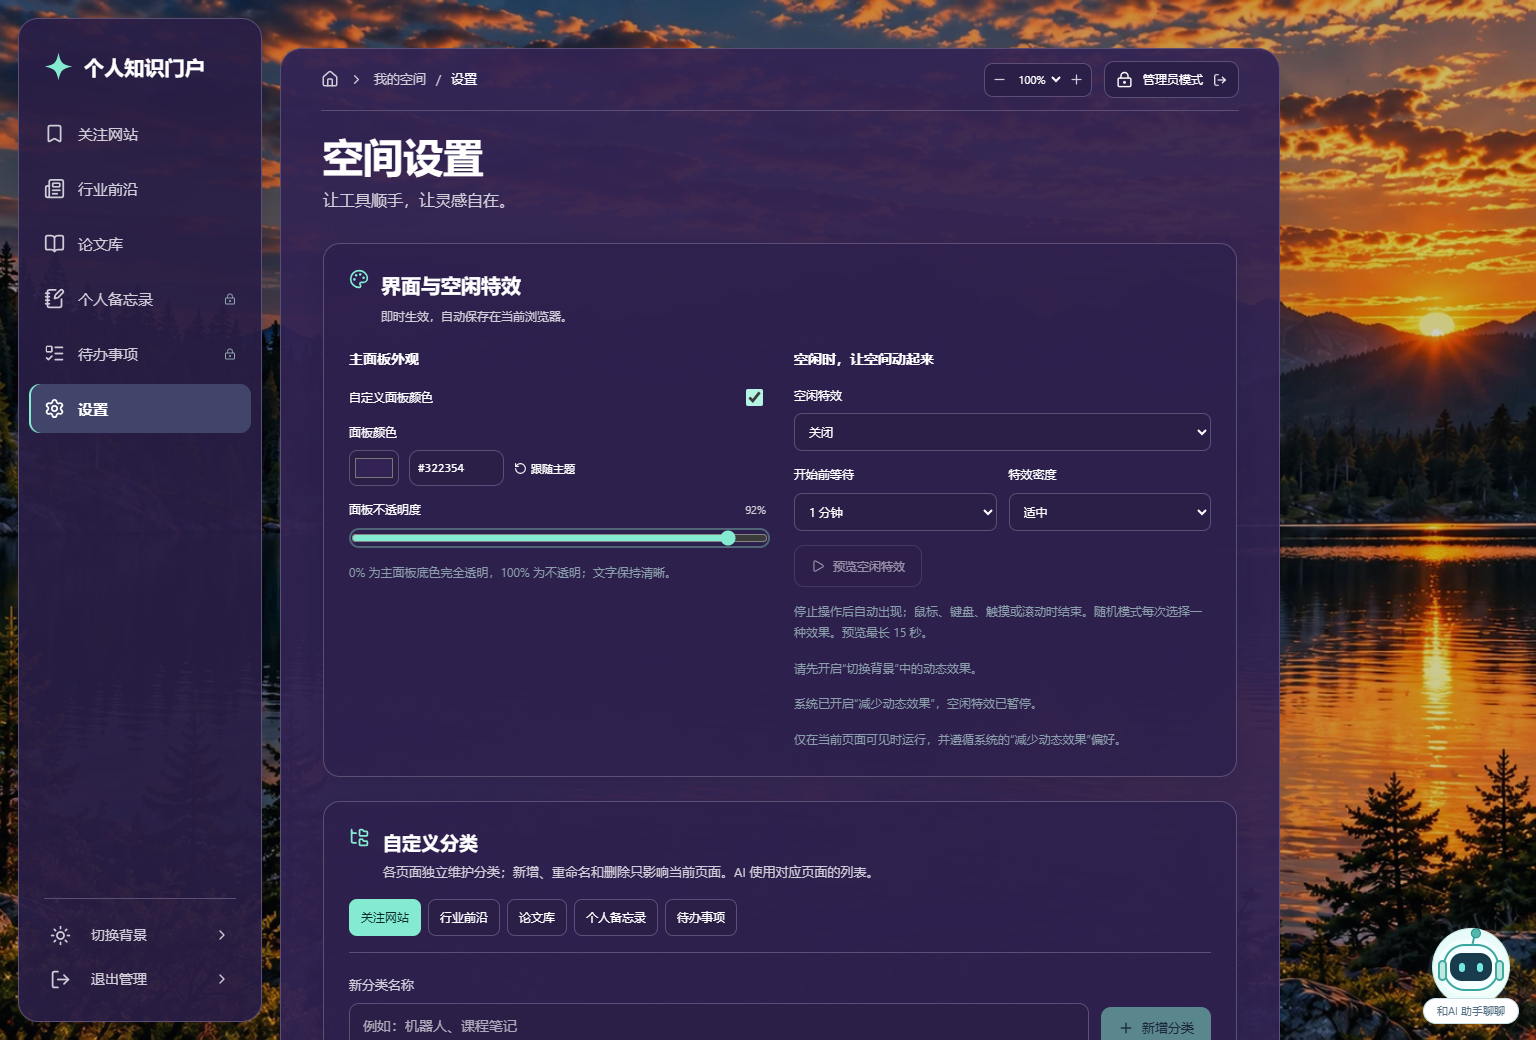 个人知识门户
关注网站
行业前沿
论文库
个人备忘录
待办事项
设置
切换背景
退出管理
我的空间 / 设置
100%
管理员模式
空间设置
让工具顺手，让灵感自在。
界面与空闲特效
即时生效，自动保存在当前浏览器。
主面板外观
自定义面板颜色
面板颜色
#322354
跟随主题
面板不透明度
92%
0% 为主面板底色完全透明，100% 为不透明；文字保持清晰。
空闲时，让空间动起来
空闲特效
关闭
开始前等待
特效密度
1 分钟
适中
预览空闲特效
停止操作后自动出现；鼠标、键盘、触摸或滚动时结束。随机模式每次选择一
种效果。预览最长 15 秒。
请先开启“切换背景”中的动态效果。
系统已开启“减少动态效果”，空闲特效已暂停。
仅在当前页面可见时运行，并遵循系统的“减少动态效果”偏好。
自定义分类
各页面独立维护分类；新增、重命名和删除只影响当前页面。AI 使用对应页面的列表。
关注网站
行业前沿
论文库
个人备忘录
待办事项
新分类名称
例如：机器人、课程笔记
新增分类
和AI 助手聊聊